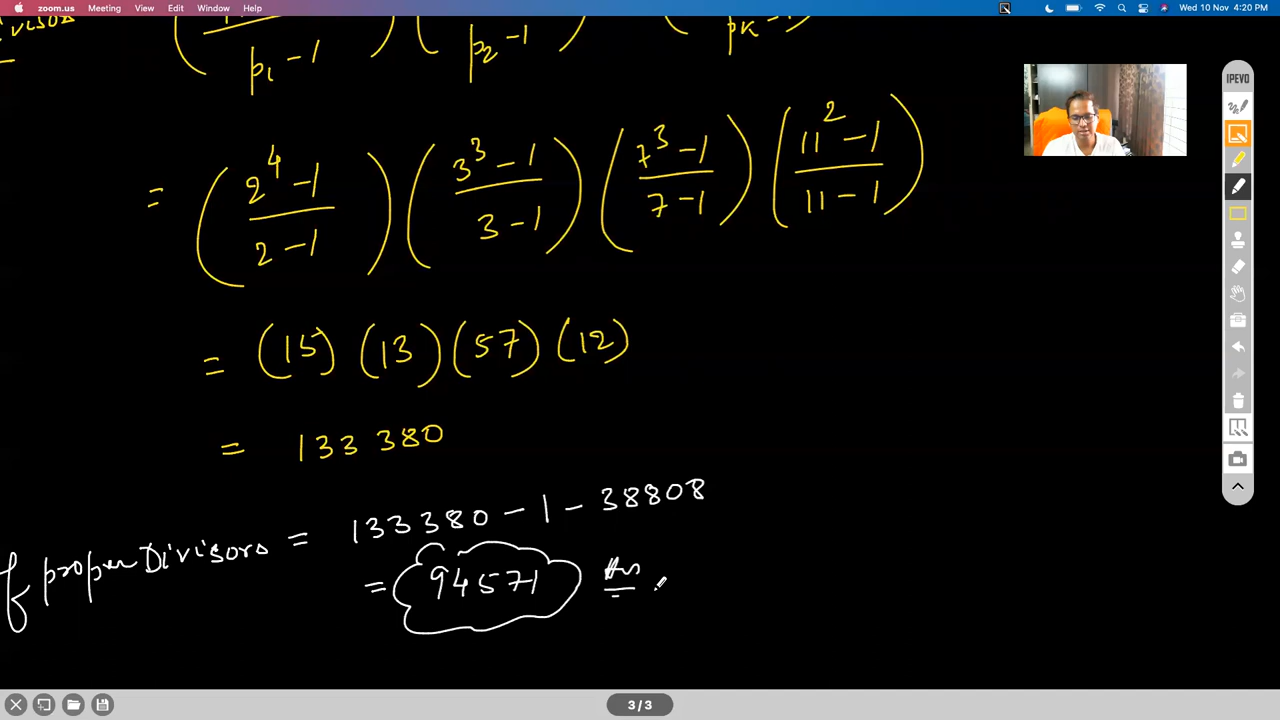 zoom.us Meeting View Edit Window Help Wed 10 Nov 4:20 PM
p1 − 1 p2 − 1 pk − 1
IPEVO
= (2^4 − 1 / 2 − 1) (3^3 − 1 / 3 − 1) (7^3 − 1 / 7 − 1) (11^2 − 1 / 11 − 1)
= (15) (13) (57) (12)
= 133 380
f proper Divisors = 133380 − 1 − 38808
= 94571 Ans.
3/3